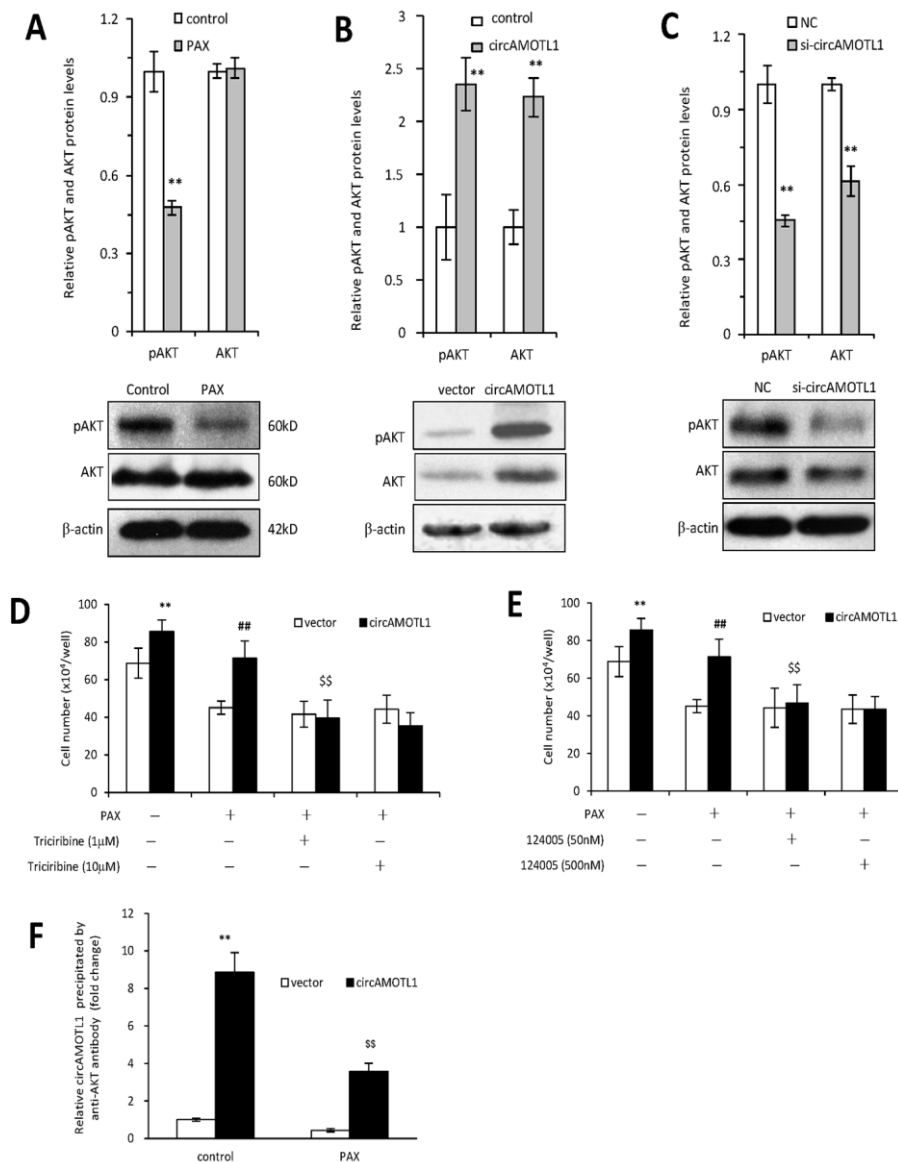 A
control
PAX
Relative pAKT and AKT protein levels
1.2
0.9
0.6
0.3
0
**
pAKT AKT
Control PAX
pAKT 60kD
AKT 60kD
β-actin 42kD
B
control
circAMOTL1
Relative pAKT and AKT protein levels
3
2.5
2
1.5
1
0.5
0
** **
pAKT AKT
vector circAMOTL1
pAKT
AKT
β-actin
C
NC
si-circAMOTL1
Relative pAKT and AKT protein levels
1.2
0.9
0.6
0.3
0
** **
pAKT AKT
NC si-circAMOTL1
pAKT
AKT
β-actin
D
vector circAMOTL1
Cell number (x10⁴/well)
100
80
60
40
20
0
** ## $$
PAX − + + +
Triciribine (1μM) − − + −
Triciribine (10μM) − − − +
E
vector circAMOTL1
Cell number (x10⁴/well)
100
80
60
40
20
0
** ## $$
PAX − + + +
124005 (50nM) − − + −
124005 (500nM) − − − +
F
Relative circAMOTL1 precipitated by
anti-AKT antibody (fold change)
12
10
8
6
4
2
0
vector circAMOTL1
** $$
control PAX